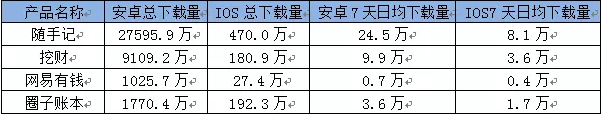 产品名称 安卓总下载量 IOS 总下载量 安卓 7 天日均下载量 IOS7 天日均下载量
随手记 27595.9 万 470.0 万 24.5 万 8.1 万
挖财 9109.2 万 180.9 万 9.9 万 3.6 万
网易有钱 1025.7 万 27.4 万 0.7 万 0.4 万
圈子账本 1770.4 万 192.3 万 3.6 万 1.7 万